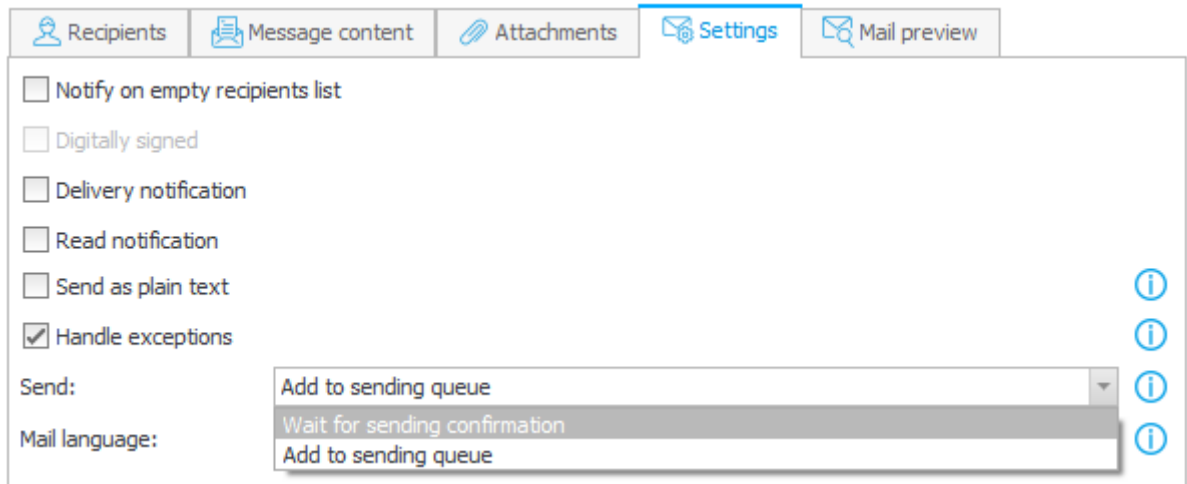 Recipients Message content Attachments Settings Mail preview
Notify on empty recipients list
Digitally signed
Delivery notification
Read notification
Send as plain text
Handle exceptions
Send: Add to sending queue
Wait for sending confirmation
Mail language:
Add to sending queue